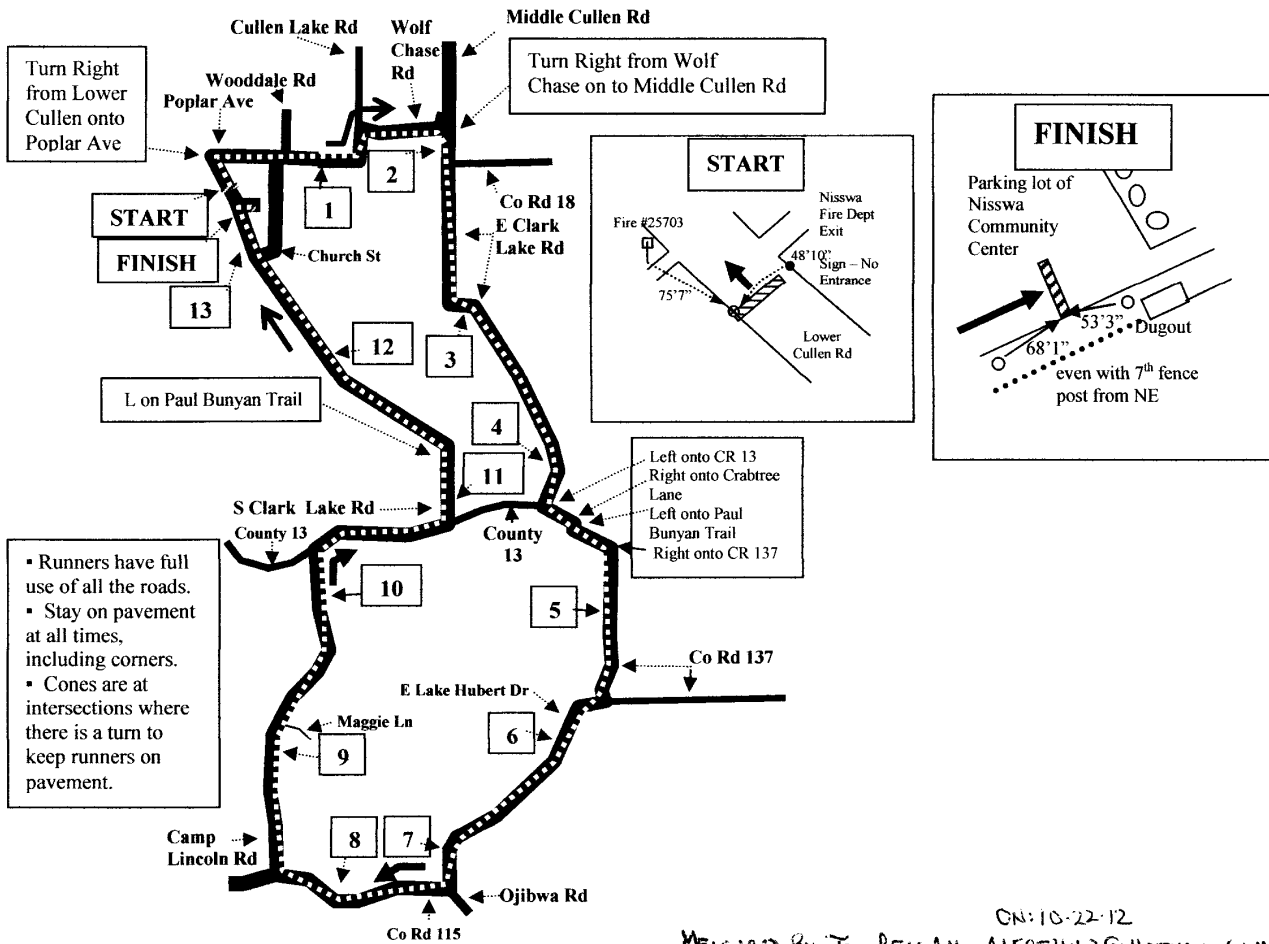 Middle Cullen Rd
Cullen Lake Rd
Wolf
Chase
Rd
Turn Right
from Lower
Cullen onto
Poplar Ave
Wooddale Rd
Poplar Ave
Turn Right from Wolf
Chase on to Middle Cullen Rd
START
FINISH
13
1
2
Church St
Co Rd 18
E Clark
Lake Rd
3
12
L on Paul Bunyan Trail
4
11
S Clark Lake Rd
County 13
County
13
START
Fire #25703
Nisswa
Fire Dept
Exit
48'10"
Sign – No
Entrance
75'7"
Lower
Cullen Rd
FINISH
Parking lot of
Nisswa
Community
Center
53'3"
Dugout
68'1"
even with 7th fence
post from NE
Left onto CR 13
Right onto Crabtree
Lane
Left onto Paul
Bunyan Trail
Right onto CR 137
▪ Runners have full
use of all the roads.
▪ Stay on pavement
at all times,
including corners.
▪ Cones are at
intersections where
there is a turn to
keep runners on
pavement.
10
5
Co Rd 137
E Lake Hubert Dr
6
Maggie Ln
9
Camp
Lincoln Rd
8
7
Ojibwa Rd
Co Rd 115
ON: 10-22-12